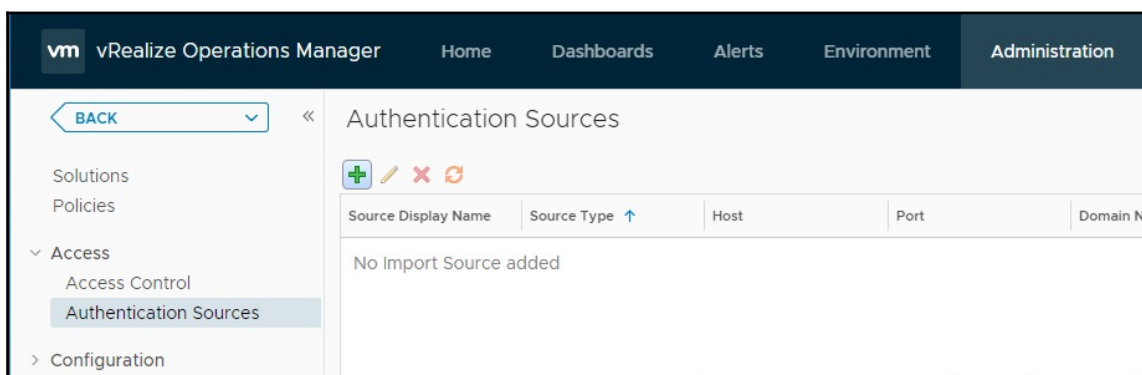 vm vRealize Operations Manager Home Dashboards Alerts Environment Administration
BACK
Authentication Sources
Solutions
Policies
Source Display Name Source Type Host Port Domain N
No Import Source added
Access
Access Control
Authentication Sources
Configuration